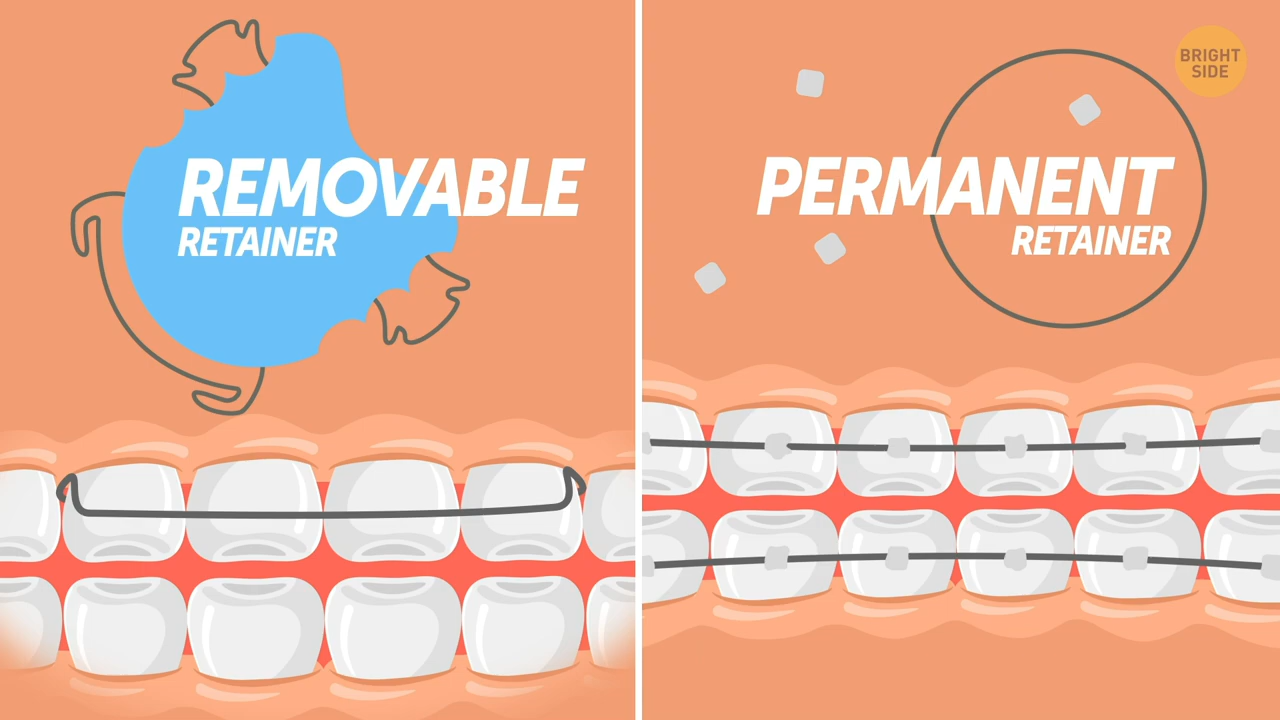 REMOVABLE
RETAINER
PERMANENT
RETAINER
BRIGHT
SIDE